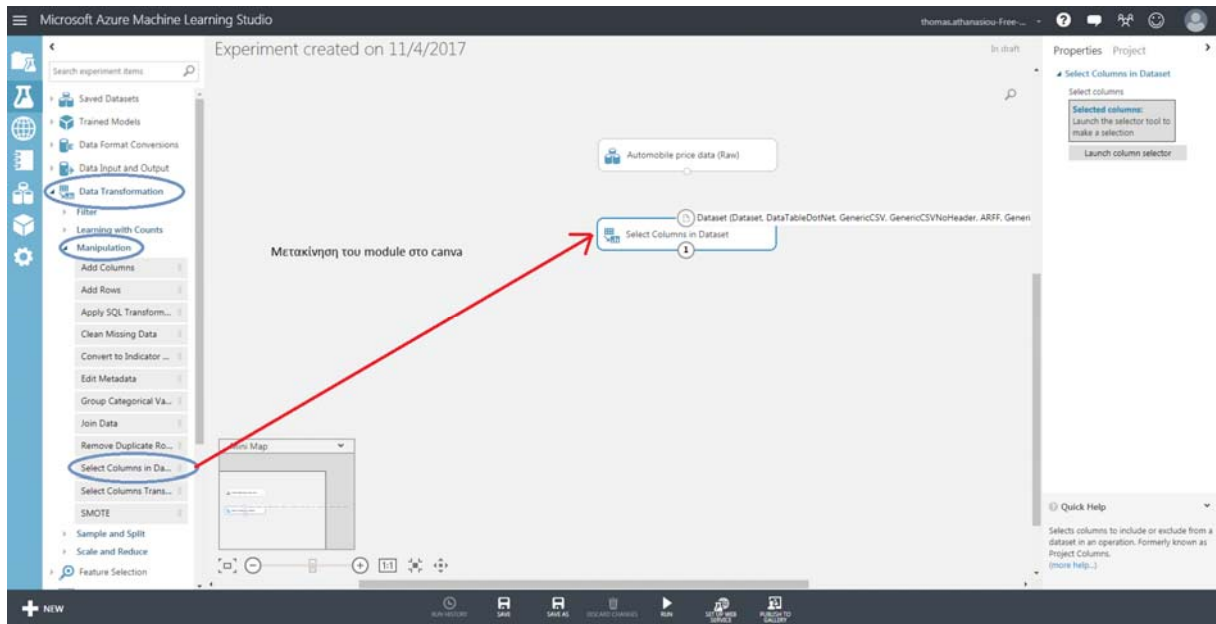 Microsoft Azure Machine Learning Studio
thomas.athanasiou-Free-...
Search experiment items
Saved Datasets
Trained Models
Data Format Conversions
Data Input and Output
Data Transformation
Filter
Learning with Counts
Manipulation
Add Columns
Add Rows
Apply SQL Transform...
Clean Missing Data
Convert to Indicator ...
Edit Metadata
Group Categorical Va...
Join Data
Remove Duplicate Ro...
Select Columns in Da...
Select Columns Trans...
SMOTE
Sample and Split
Scale and Reduce
Feature Selection
Experiment created on 11/4/2017
In draft
Automobile price data (Raw)
Dataset (Dataset, DataTableDotNet, GenericCSV, GenericCSVNoHeader, ARFF, Generi
Select Columns in Dataset
1
Μετακίνηση του module στο canva
Mini Map
1:1
Properties Project
Select Columns in Dataset
Select columns
Selected columns:
Launch the selector tool to
make a selection
Launch column selector
Quick Help
Selects columns to include or exclude from a
dataset in an operation. Formerly known as
Project Columns.
(more help...)
NEW
RUN HISTORY
SAVE
SAVE AS
DISCARD CHANGES
RUN
SET UP WEB
SERVICE
PUBLISH TO
GALLERY